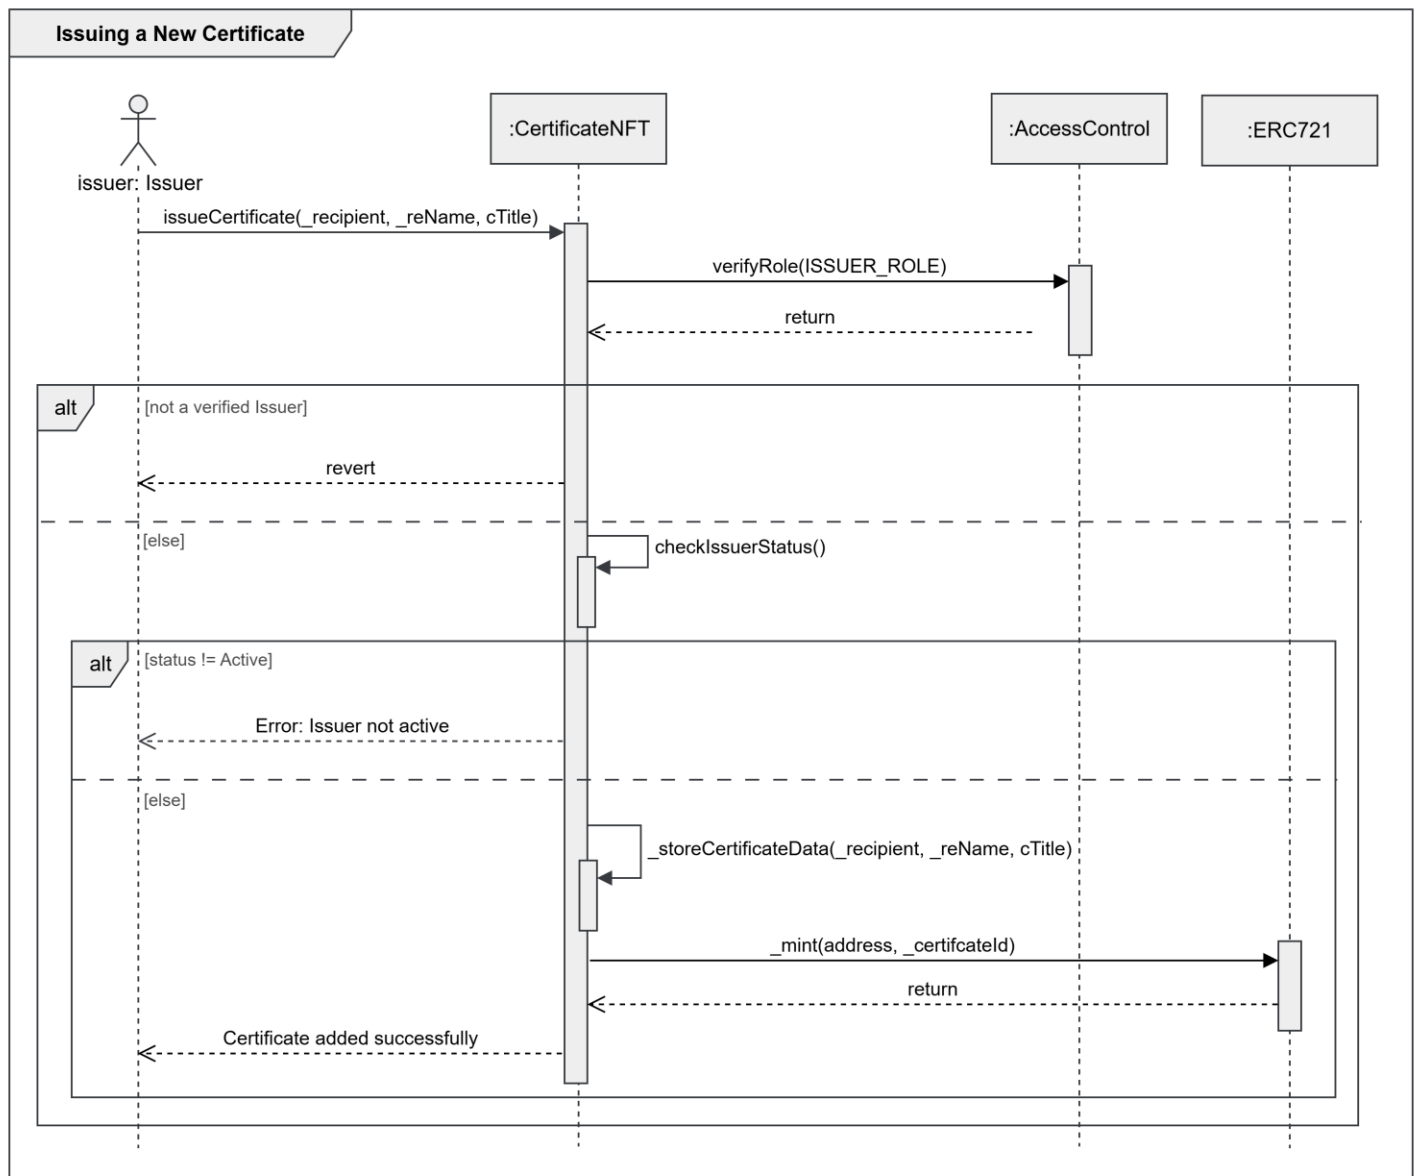 Issuing a New Certificate
:CertificateNFT
:AccessControl
:ERC721
issuer: Issuer
issueCertificate(_recipient, _reName, cTitle)
verifyRole(ISSUER_ROLE)
return
alt
[not a verified Issuer]
revert
[else]
checkIssuerStatus()
alt
[status != Active]
Error: Issuer not active
[else]
_storeCertificateData(_recipient, _reName, cTitle)
_mint(address, _certifcateId)
return
Certificate added successfully